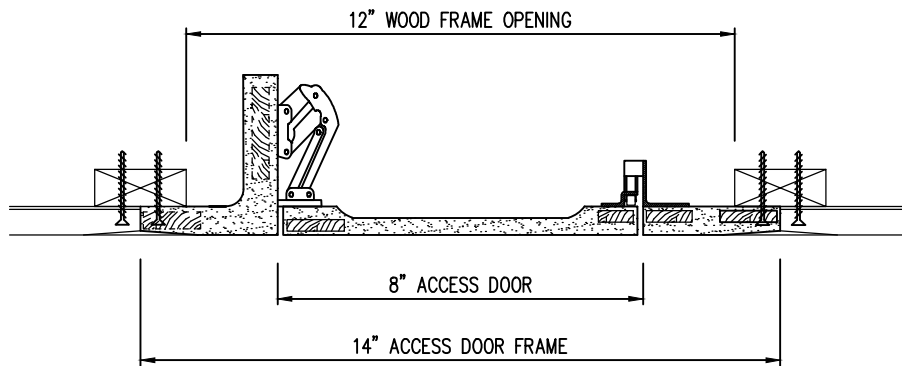 12” WOOD FRAME OPENING
8” ACCESS DOOR
14” ACCESS DOOR FRAME